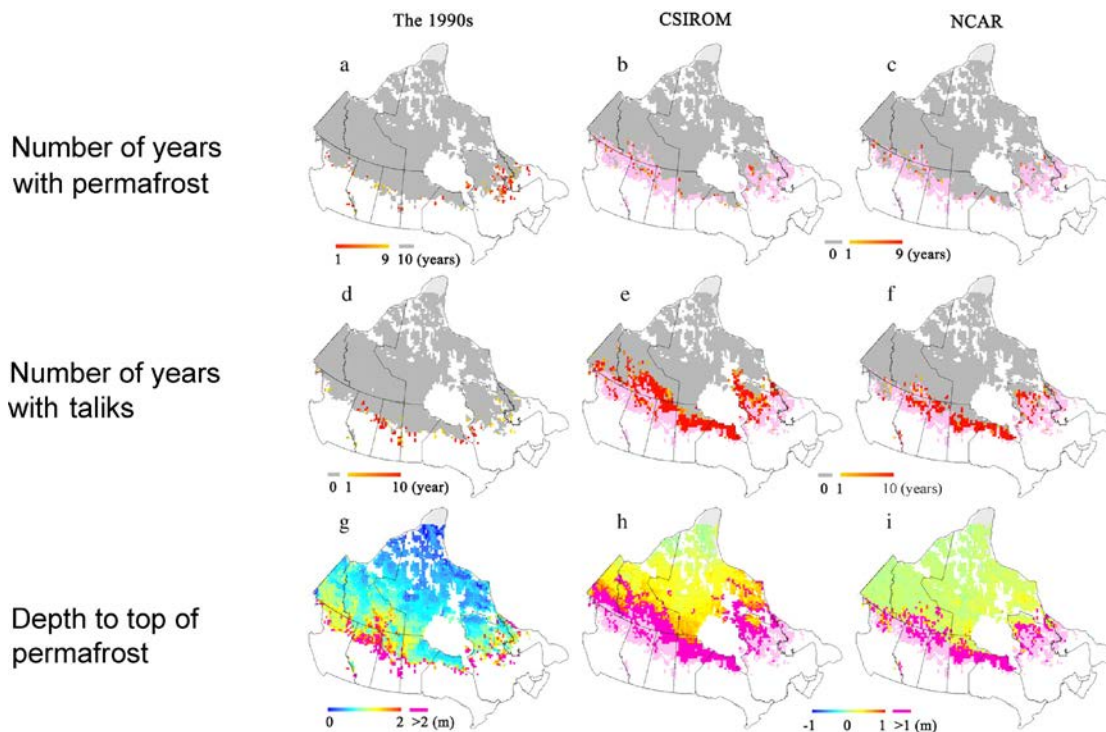 The 1990s CSIROM NCAR
a b c
Number of years
with permafrost
1 9 10 (years)
0 1 9 (years)
d e f
Number of years
with taliks
0 1 10 (year)
0 1 10 (years)
g h i
Depth to top of
permafrost
0 2 >2 (m)
-1 0 1 >1 (m)